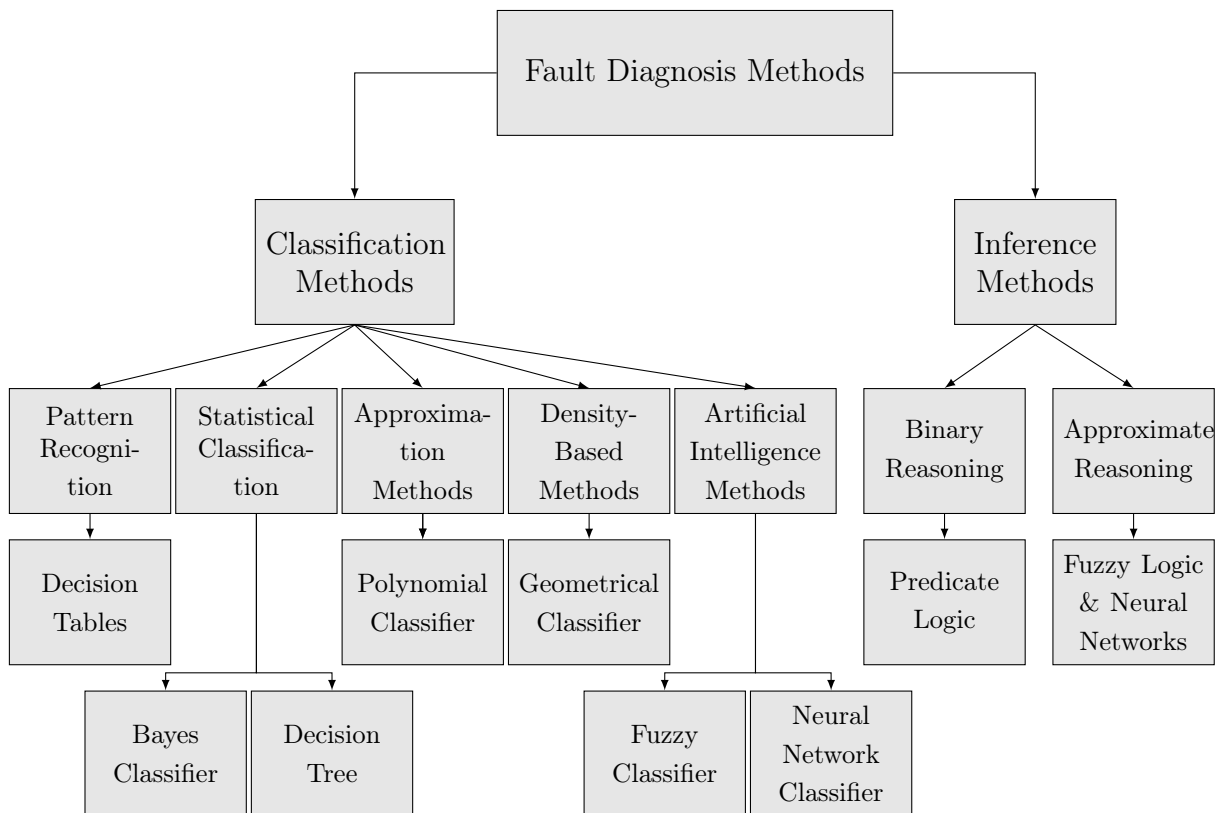 Fault Diagnosis Methods
Classification
Methods
Inference
Methods
Pattern
Recogni-
tion
Statistical
Classifica-
tion
Approxima-
tion
Methods
Density-
Based
Methods
Artificial
Intelligence
Methods
Binary
Reasoning
Approximate
Reasoning
Decision
Tables
Polynomial
Classifier
Geometrical
Classifier
Predicate
Logic
Fuzzy Logic
& Neural
Networks
Bayes
Classifier
Decision
Tree
Fuzzy
Classifier
Neural
Network
Classifier